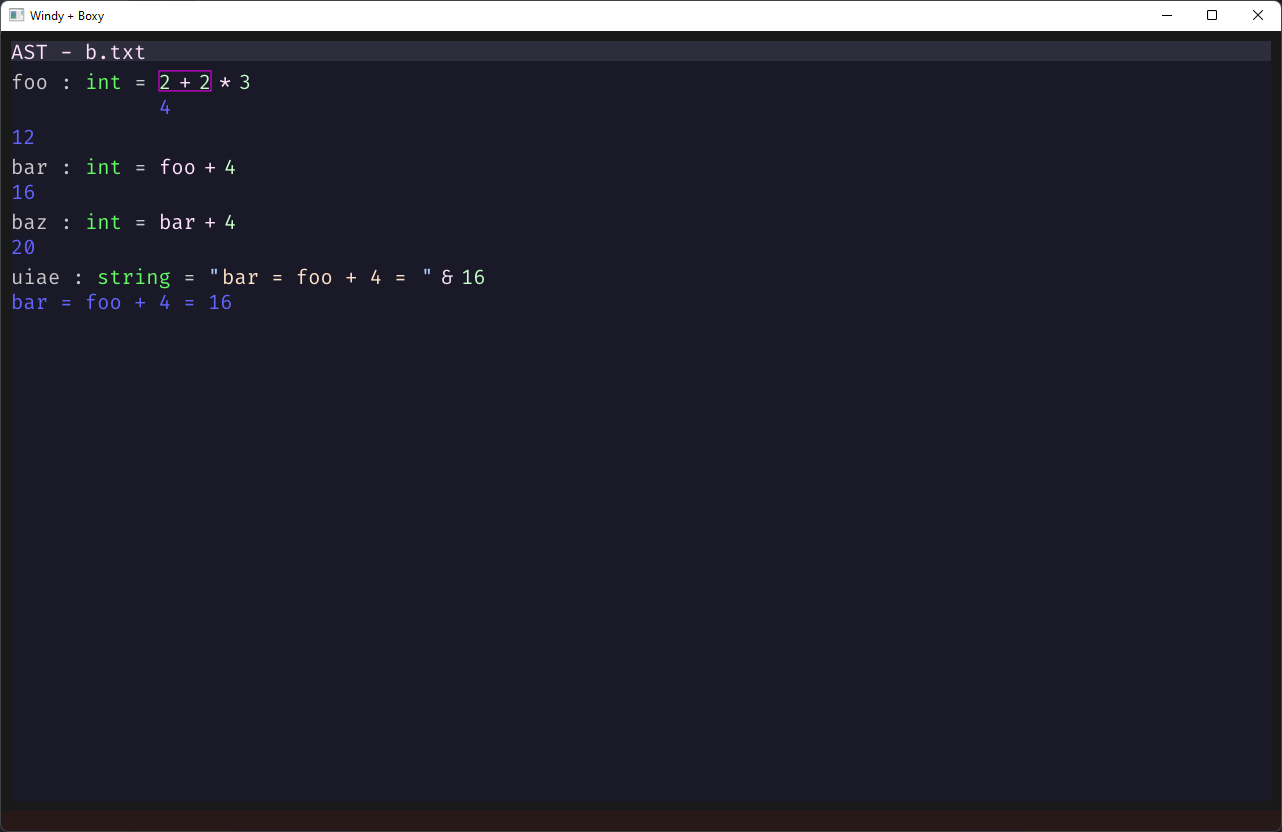 Windy + Boxy
AST - b.txt
foo : int = 2 + 2 * 3
4
12
bar : int = foo + 4
16
baz : int = bar + 4
20
uiae : string = "bar = foo + 4 = " & 16
bar = foo + 4 = 16